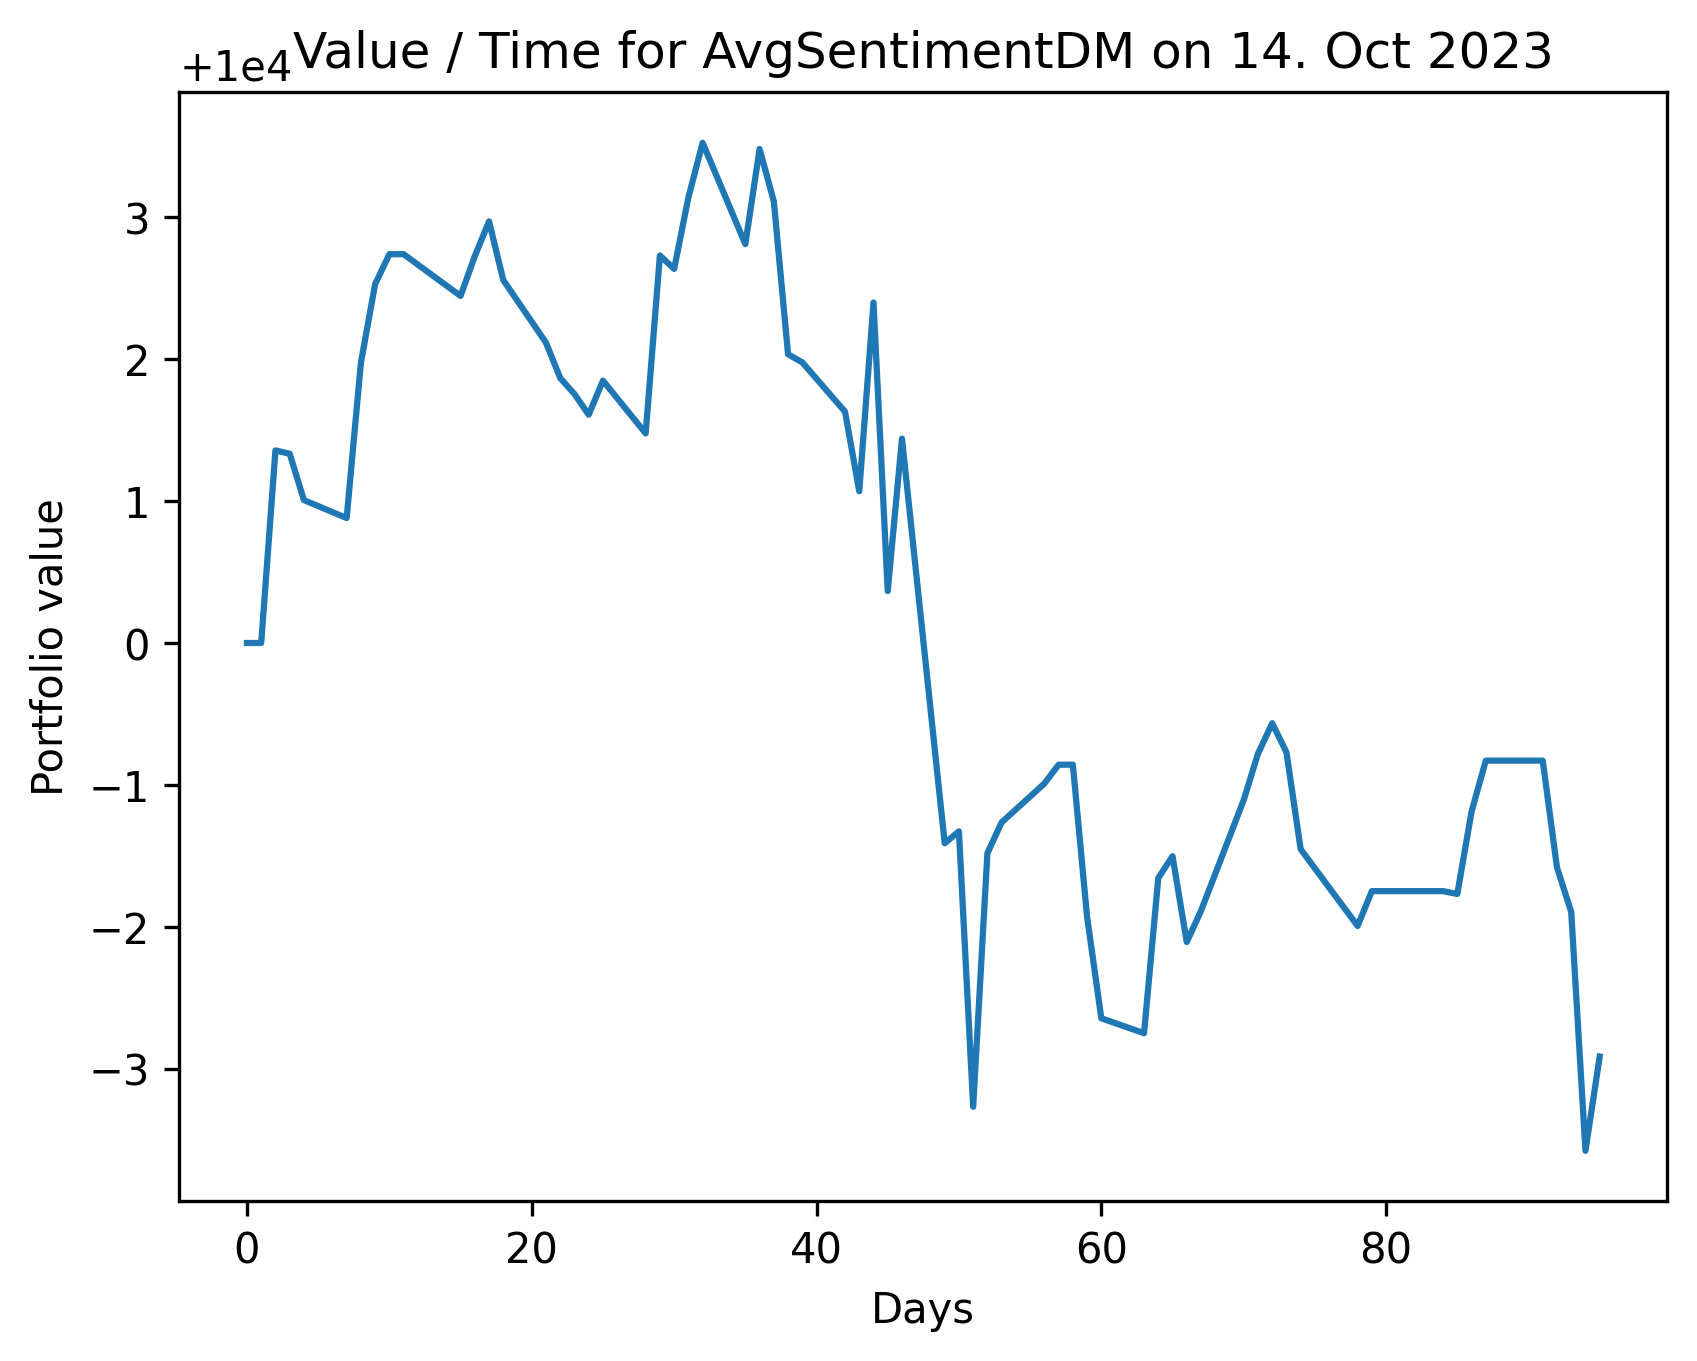 Value / Time for AvgSentimentDM on 14. Oct 2023
+1e4
3
2
1
0
−1
−2
−3
Portfolio value
0 20 40 60 80
Days